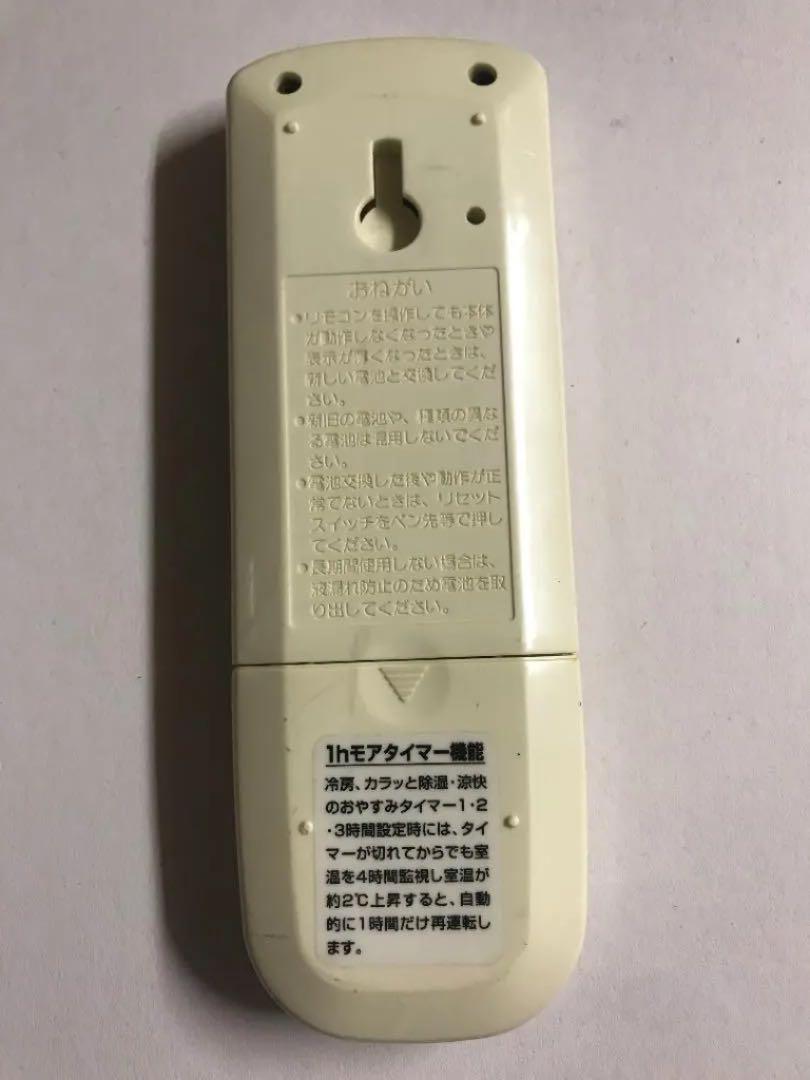 おねがい
●リモコンを操作しても本体
が動作しなくなったときや
表示が薄くなったときは、
新しい電池と交換してくだ
さい。
●新旧の電池や、種類の異な
る電池は混用しないでくだ
さい。
●電池交換した後や動作が正
常でないときは、リセット
スイッチをペン先等で押し
てください。
●長期間使用しない場合は、
液漏れ防止のため電池を取
り出してください。
1hモアタイマー機能
冷房、カラッと除湿・涼快
のおやすみタイマー1・2
・3時間設定時には、タイ
マーが切れてからでも室
温を4時間監視し室温が
約2℃上昇すると、自動
的に1時間だけ再運転し
ます。